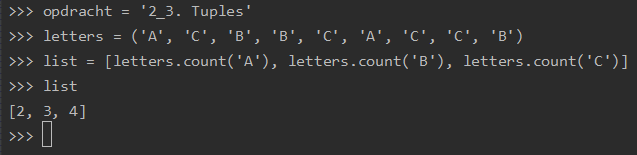 >>> opdracht = '2_3. Tuples'
>>> letters = ('A', 'C', 'B', 'B', 'C', 'A', 'C', 'C', 'B')
>>> list = [letters.count('A'), letters.count('B'), letters.count('C')]
>>> list
[2, 3, 4]
>>>